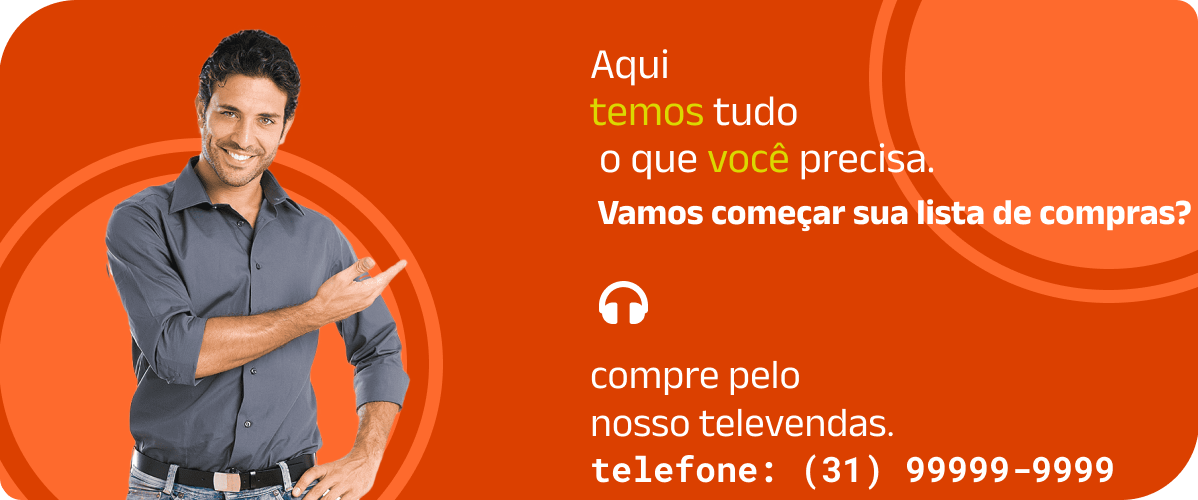 Aqui
temos tudo
o que você precisa.
Vamos começar sua lista de compras?
compre pelo
nosso televendas.
telefone: (31) 99999-9999